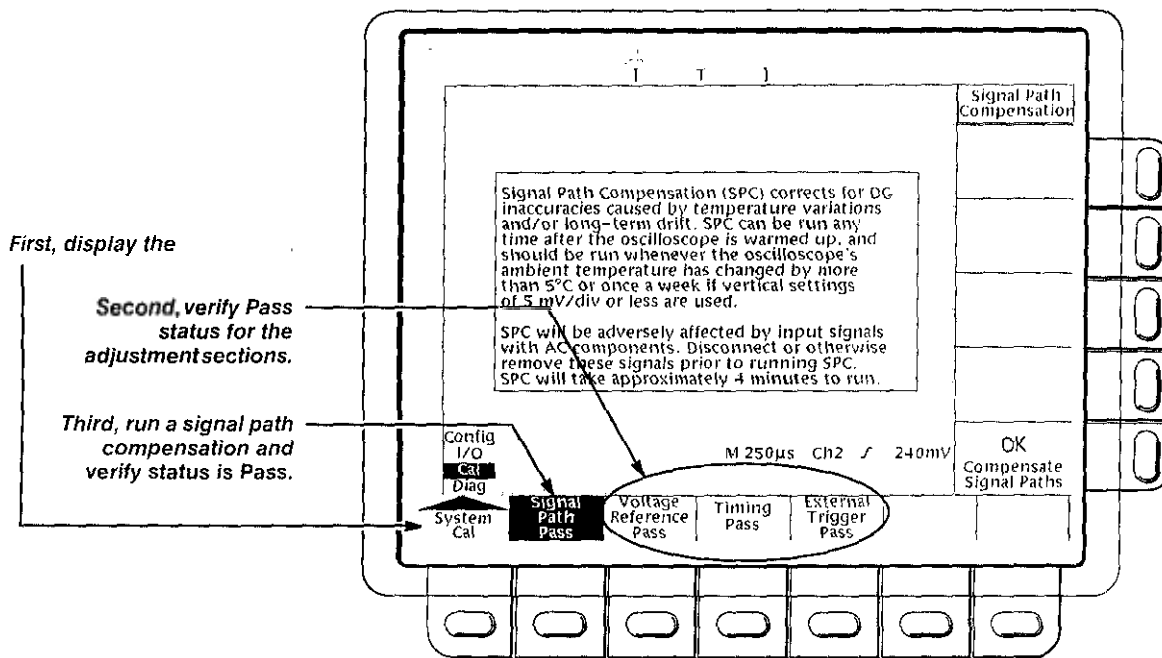 [ T ]
Signal Path
Compensation
Signal Path Compensation (SPC) corrects for DG
inaccuracies caused by temperature variations
and/or long-term drift. SPC can be run any
time after the oscilloscope is warmed up, and
should be run whenever the oscilloscope's
ambient temperature has changed by more
than 5°C or once a week if vertical settings
of 5 mV/div or less are used.
SPC will be adversely affected by input signals
with AC components. Disconnect or otherwise
remove these signals prior to running SPC.
SPC will take approximately 4 minutes to run.
First, display the
Second, verify Pass
status for the
adjustment sections.
Third, run a signal path
compensation and
verify status is Pass.
Config
I/O
Cal
Diag
M 250µs Ch2 ƒ 240mV
OK
Compensate
Signal Paths
System
Cal
Signal
Path
Pass
Voltage
Reference
Pass
Timing
Pass
External
Trigger
Pass